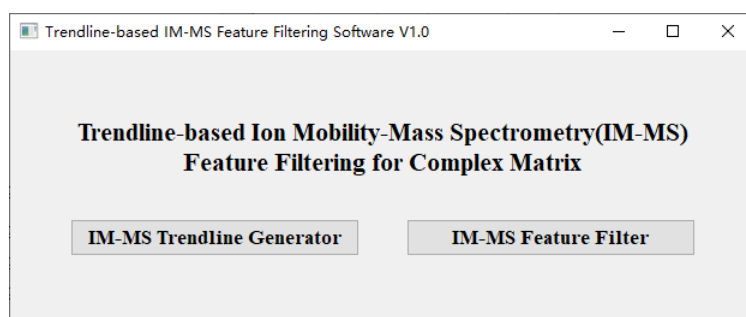 Trendline-based IM-MS Feature Filtering Software V1.0
Trendline-based Ion Mobility-Mass Spectrometry(IM-MS)
Feature Filtering for Complex Matrix
IM-MS Trendline Generator
IM-MS Feature Filter